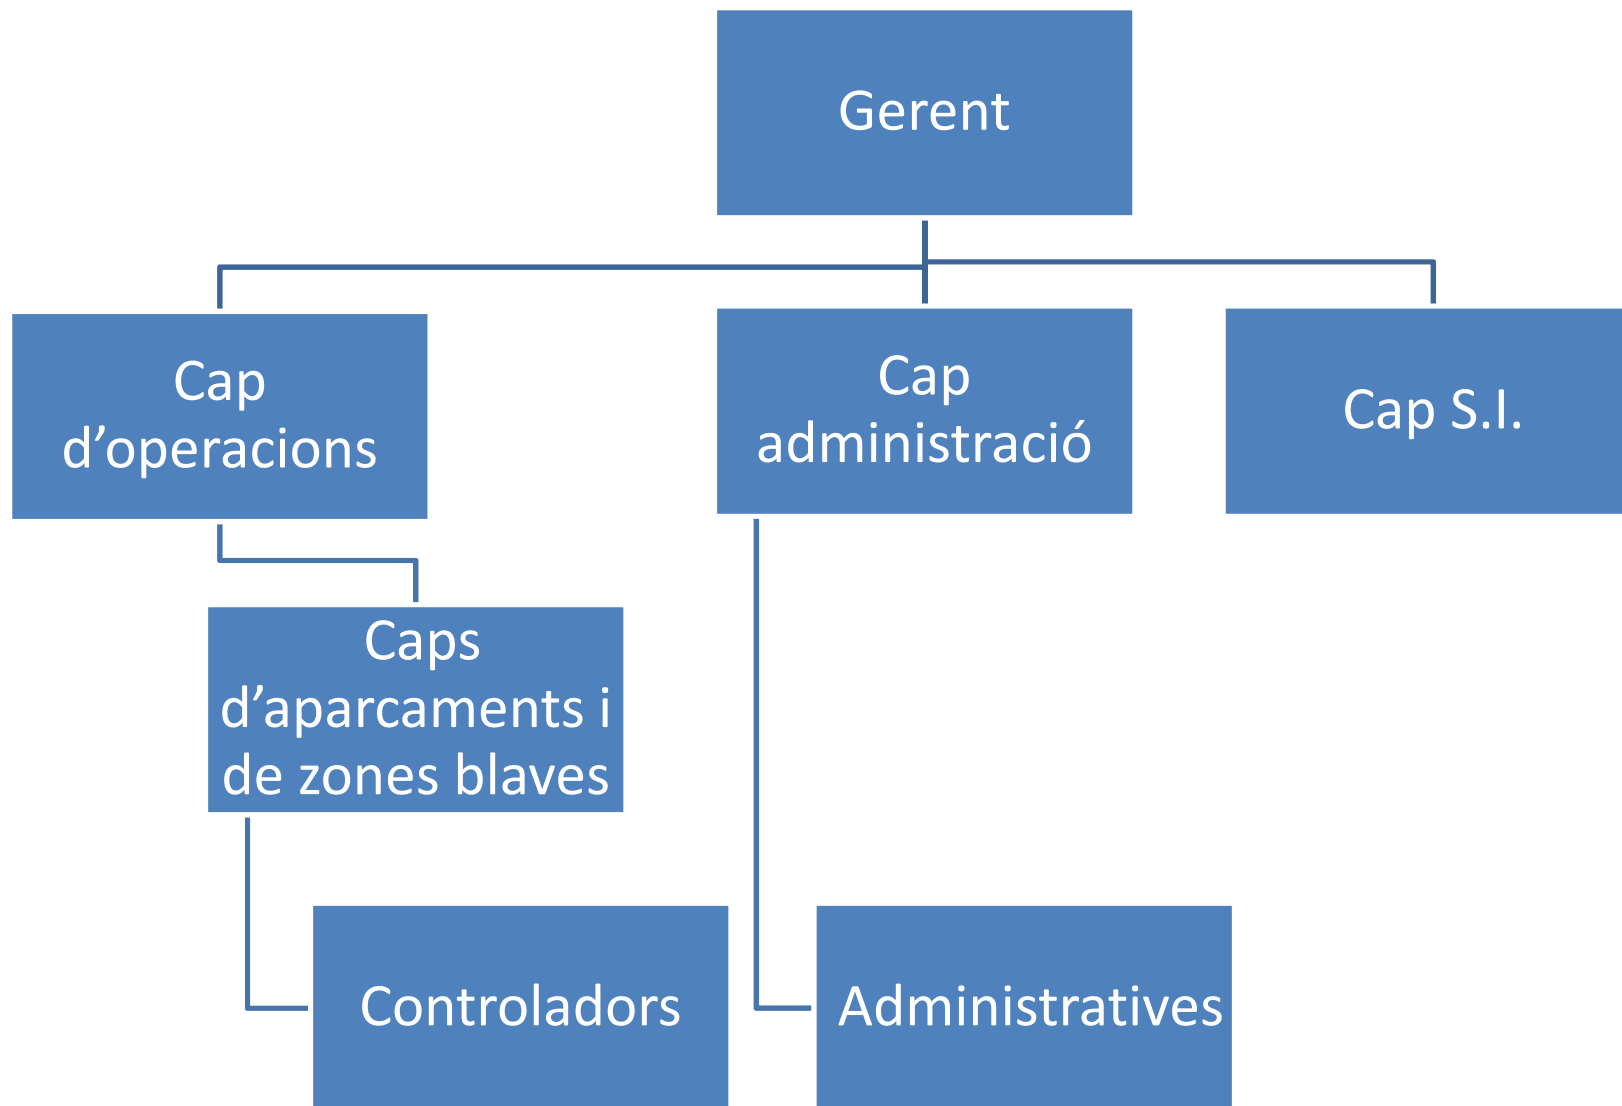 Gerent
Cap
d’operacions
Cap
administració
Cap S.I.
Caps
d’aparcaments i
de zones blaves
Controladors
Administratives